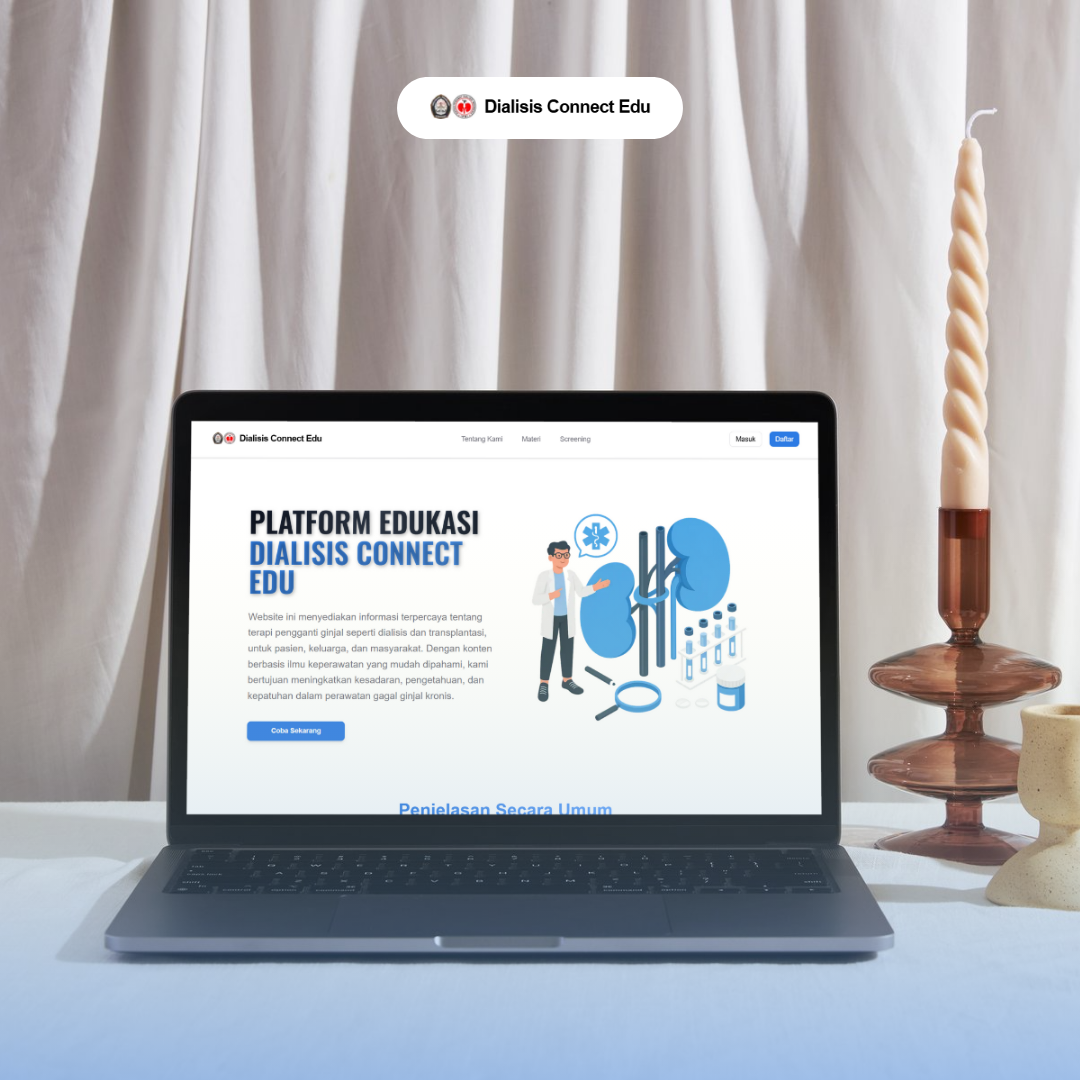 Dialisis Connect Edu
Dialisis Connect Edu
Tentang Kami
Materi
Screening
Masuk
Daftar
PLATFORM EDUKASI
DIALISIS CONNECT
EDU
Website ini menyediakan informasi terpercaya tentang
terapi pengganti ginjal seperti dialisis dan transplantasi,
untuk pasien, keluarga, dan masyarakat. Dengan konten
berbasis ilmu keperawatan yang mudah dipahami, kami
bertujuan meningkatkan kesadaran, pengetahuan, dan
kepatuhan dalam perawatan gagal ginjal kronis.
Coba Sekarang
Penjelasan Secara Umum